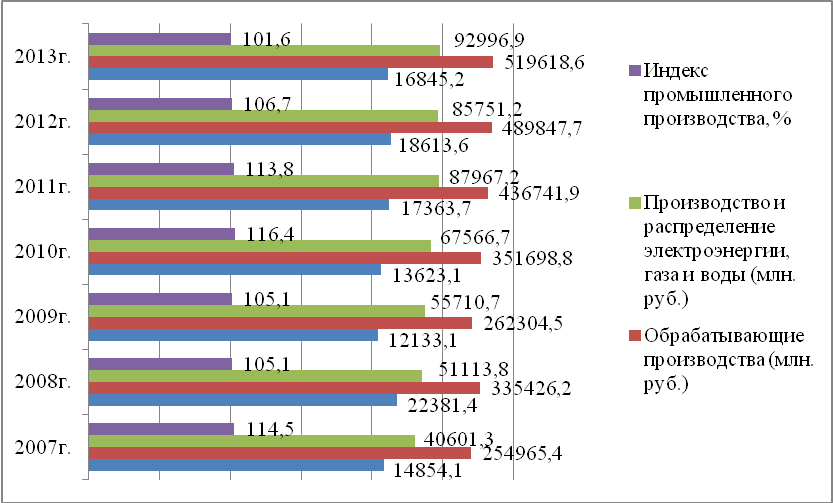 2013г.
101,6
92996,9
519618,6
16845,2
2012г.
106,7
85751,2
489847,7
18613,6
2011г.
113,8
87967,2
436741,9
17363,7
2010г.
116,4
67566,7
351698,8
13623,1
2009г.
105,1
55710,7
262304,5
12133,1
2008г.
105,1
51113,8
335426,2
22381,4
2007г.
114,5
40601,3
254965,4
14854,1
Индекс
промышленного
производства, %
Производство и
распределение
электроэнергии,
газа и воды (млн.
руб.)
Обрабатывающие
производства (млн.
руб.)